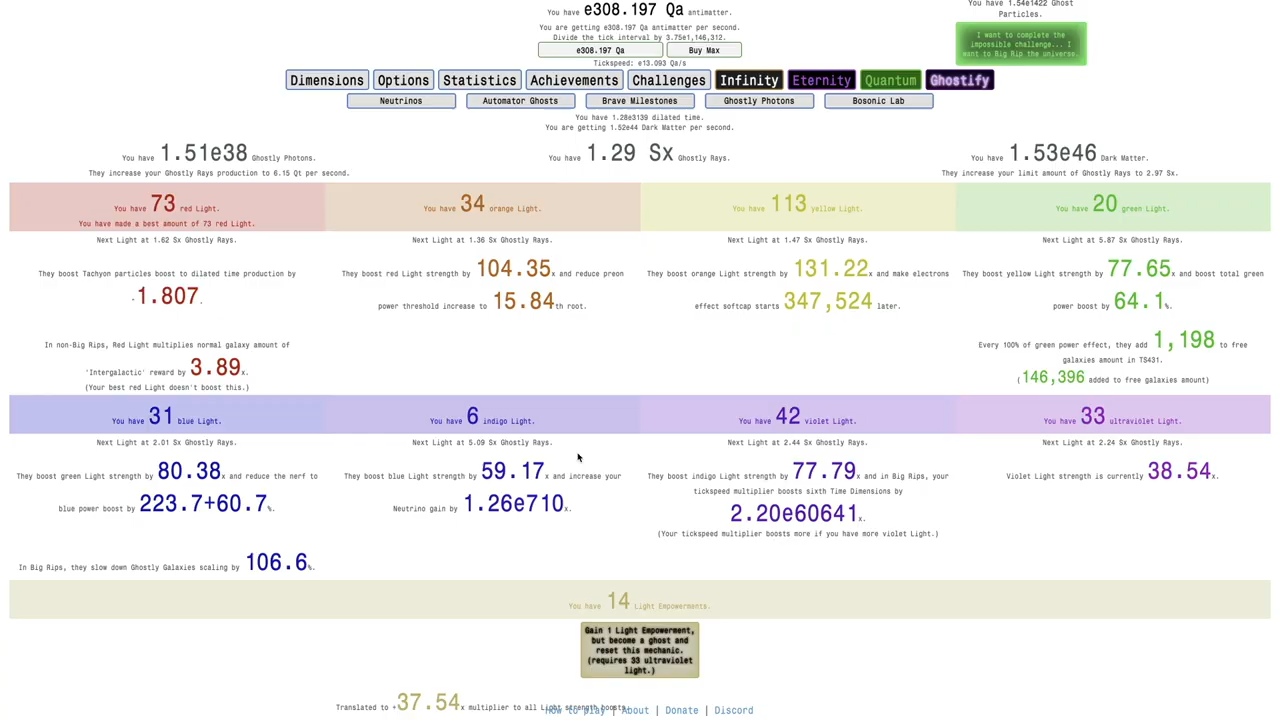 You have e308.197 Qa antimatter.
You have 1.54e1422 Ghost
Particles.
You are getting e308.197 Qa antimatter per second.
Divide the tick interval by 3.75e1,146,312.
I want to complete the
impossible challenge... I
want to Big Rip the universe.
e308.197 Qa Buy Max
Tickspeed: e13.093 Qa/s
Dimensions Options Statistics Achievements Challenges Infinity Eternity Quantum Ghostify
Neutrinos Automator Ghosts Brave Milestones Ghostly Photons Bosonic Lab
You have 1.28e3139 dilated time.
You are getting 1.52e44 Dark Matter per second.
You have 1.51e38 Ghostly Photons. You have 1.29 Sx Ghostly Rays. You have 1.53e46 Dark Matter.
They increase your Ghostly Rays production to 6.15 Qt per second. They increase your limit amount of Ghostly Rays to 2.97 Sx.
You have 73 red Light. You have 34 orange Light. You have 113 yellow Light. You have 20 green Light.
You have made a best amount of 73 red Light.
Next Light at 1.62 Sx Ghostly Rays. Next Light at 1.36 Sx Ghostly Rays. Next Light at 1.47 Sx Ghostly Rays. Next Light at 5.87 Sx Ghostly Rays.
They boost Tachyon particles boost to dilated time production by They boost red Light strength by 104.35x and reduce preon They boost orange Light strength by 131.22x and make electrons They boost yellow Light strength by 77.65x and boost total green
^1.807. power threshold increase to 15.84th root. effect softcap starts 347,524 later. power boost by 64.1%.
In non-Big Rips, Red Light multiplies normal galaxy amount of Every 100% of green power effect, they add 1,198 to free
'Intergalactic' reward by 3.89x. galaxies amount in TS431.
(Your best red Light doesn't boost this.) (146,396 added to free galaxies amount)
You have 31 blue Light. You have 6 indigo Light. You have 42 violet Light. You have 33 ultraviolet Light.
Next Light at 2.01 Sx Ghostly Rays. Next Light at 5.09 Sx Ghostly Rays. Next Light at 2.44 Sx Ghostly Rays. Next Light at 2.24 Sx Ghostly Rays.
They boost green Light strength by 80.38x and reduce the nerf to They boost blue Light strength by 59.17x and increase your They boost indigo Light strength by 77.79x and in Big Rips, your Violet Light strength is currently 38.54x.
blue power boost by 223.7+60.7%. Neutrino gain by 1.26e710x. tickspeed multiplier boosts sixth Time Dimensions by
2.20e60641x.
(Your tickspeed multiplier boosts more if you have more violet Light.)
In Big Rips, they slow down Ghostly Galaxies scaling by 106.6%.
You have 14 Light Empowerments.
Gain 1 Light Empowerment,
but become a ghost and
reset this mechanic.
(requires 33 ultraviolet
light.)
Translated to +37.54x multiplier to all Light strength boosts.
How to play | About | Donate | Discord